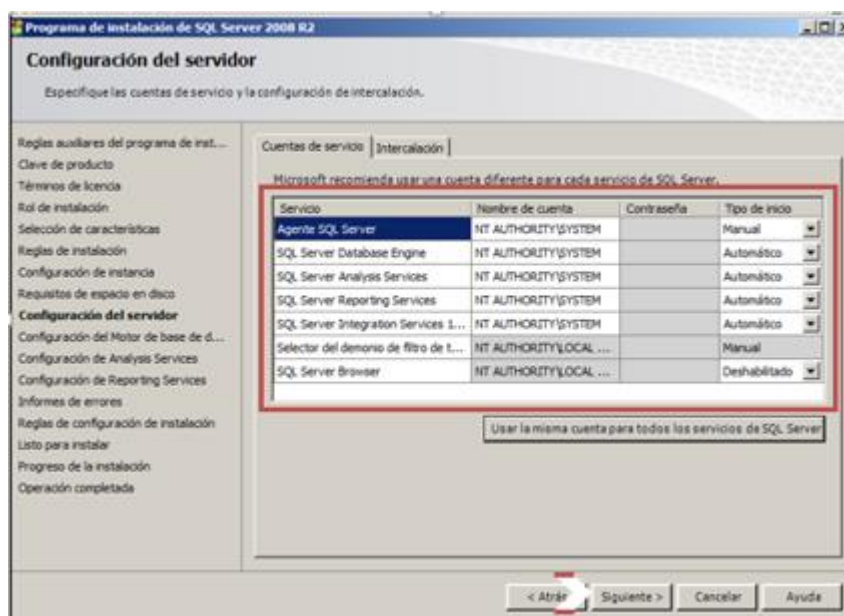 Programa de instalación de SQL Server 2008 R2
Configuración del servidor
Especifique las cuentas de servicio y la configuración de intercalación.
Reglas auxiliares del programa de inst...
Clave de producto
Términos de licencia
Rol de instalación
Selección de características
Reglas de instalación
Configuración de instancia
Requisitos de espacio en disco
Configuración del servidor
Configuración del Motor de base de d...
Configuración de Analysis Services
Configuración de Reporting Services
Informes de errores
Reglas de configuración de instalación
Listo para instalar
Progreso de la instalación
Operación completada
Cuentas de servicio Intercalación
Microsoft recomienda usar una cuenta diferente para cada servicio de SQL Server.
Servicio Nombre de cuenta Contraseña Tipo de inicio
Agente SQL Server NT AUTHORITY\SYSTEM Manual
SQL Server Database Engine NT AUTHORITY\SYSTEM Automático
SQL Server Analysis Services NT AUTHORITY\SYSTEM Automático
SQL Server Reporting Services NT AUTHORITY\SYSTEM Automático
SQL Server Integration Services 1... NT AUTHORITY\SYSTEM Automático
Selector del demonio de filtro de t... NT AUTHORITY\LOCAL ... Manual
SQL Server Browser NT AUTHORITY\LOCAL ... Deshabilitado
Usar la misma cuenta para todos los servicios de SQL Server
< Atrás Siguiente > Cancelar Ayuda